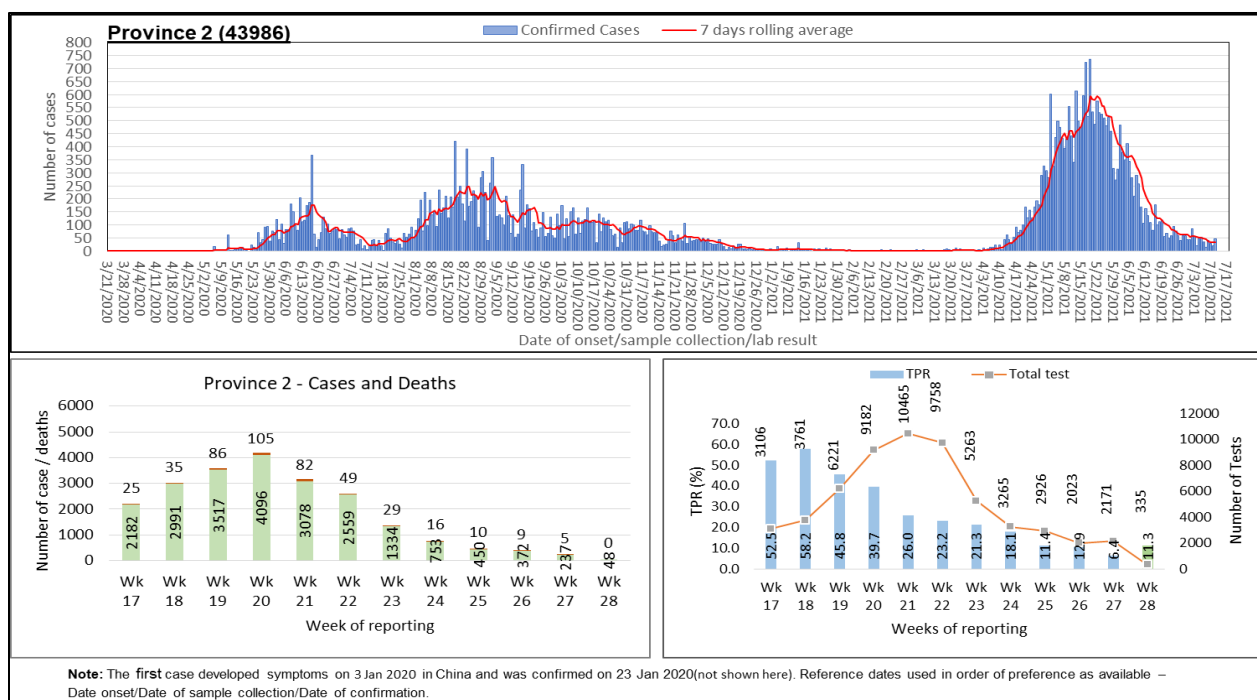 Province 2 (43986)
Confirmed Cases 7 days rolling average
Number of cases
800
750
700
650
600
550
500
450
400
350
300
250
200
150
100
50
0
3/21/2020 3/28/2020 4/4/2020 4/11/2020 4/18/2020 4/25/2020 5/2/2020 5/9/2020 5/16/2020 5/23/2020 5/30/2020 6/6/2020 6/13/2020 6/20/2020 6/27/2020 7/4/2020 7/11/2020 7/18/2020 7/25/2020 8/1/2020 8/8/2020 8/15/2020 8/22/2020 8/29/2020 9/5/2020 9/12/2020 9/19/2020 9/26/2020 10/3/2020 10/10/2020 10/17/2020 10/24/2020 10/31/2020 11/7/2020 11/14/2020 11/21/2020 11/28/2020 12/5/2020 12/12/2020 12/19/2020 12/26/2020 1/2/2021 1/9/2021 1/16/2021 1/23/2021 1/30/2021 2/6/2021 2/13/2021 2/20/2021 2/27/2021 3/6/2021 3/13/2021 3/20/2021 3/27/2021 4/3/2021 4/10/2021 4/17/2021 4/24/2021 5/1/2021 5/8/2021 5/15/2021 5/22/2021 5/29/2021 6/5/2021 6/12/2021 6/19/2021 6/26/2021 7/3/2021 7/10/2021 7/17/2021
Date of onset/sample collection/lab result
Province 2 - Cases and Deaths
Number of case / deaths
6000
5000
4000
3000
2000
1000
0
25 35 86 105 82 49 29 16 10 9 5 0
2182 2991 3517 4096 3078 2559 1334 753 450 372 237 48
Wk Wk Wk Wk Wk Wk Wk Wk Wk Wk Wk Wk
17 18 19 20 21 22 23 24 25 26 27 28
Week of reporting
TPR Total test
TPR (%)
70.0
60.0
50.0
40.0
30.0
20.0
10.0
0.0
3106 3761 6221 9182 10465 9758 5263 3265 2926 2023 2171 335
52.5 58.2 45.8 39.7 26.0 23.2 21.3 18.1 11.4 12.9 6.4 11.3
12000
10000
8000
6000
4000
2000
0
Number of Tests
Wk Wk Wk Wk Wk Wk Wk Wk Wk Wk Wk Wk
17 18 19 20 21 22 23 24 25 26 27 28
Weeks of reporting
Note: The first case developed symptoms on 3 Jan 2020 in China and was confirmed on 23 Jan 2020(not shown here). Reference dates used in order of preference as available –
Date onset/Date of sample collection/Date of confirmation.